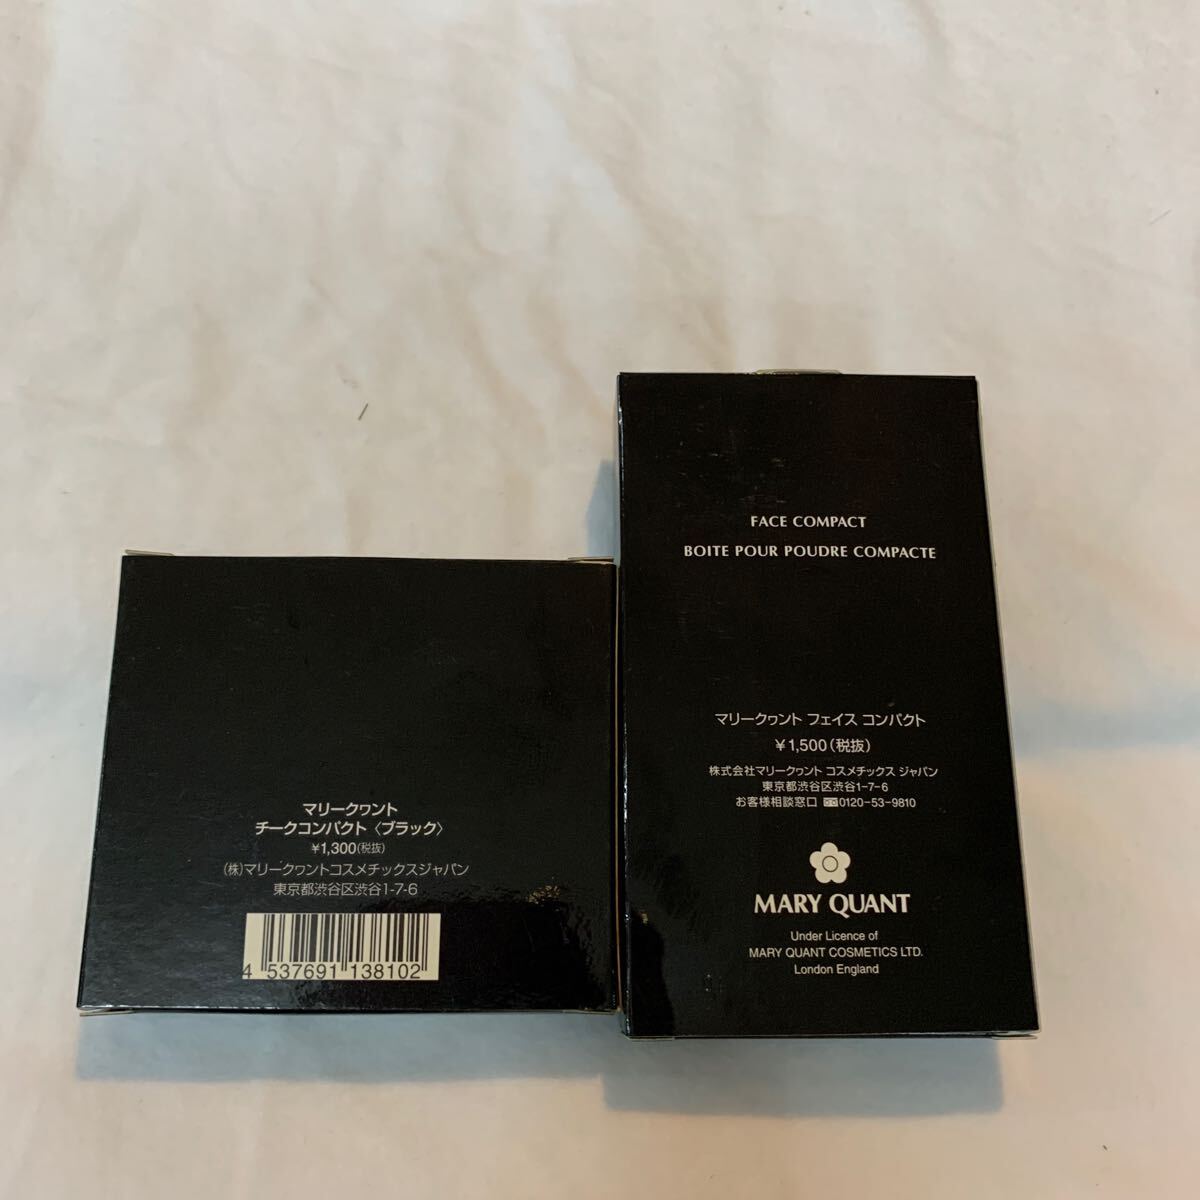 マリークヮント
チークコンパクト〈ブラック〉
￥1,300(税抜)
(株)マリークヮントコスメチックスジャパン
東京都渋谷区渋谷1-7-6
4 537691 138102
FACE COMPACT
BOITE POUR POUDRE COMPACTE
マリークヮント フェイス コンパクト
￥1,500(税抜)
株式会社マリークヮント コスメチックス ジャパン
東京都渋谷区渋谷1-7-6
お客様相談窓口 0120-53-9810
MARY QUANT
Under Licence of
MARY QUANT COSMETICS LTD.
London England